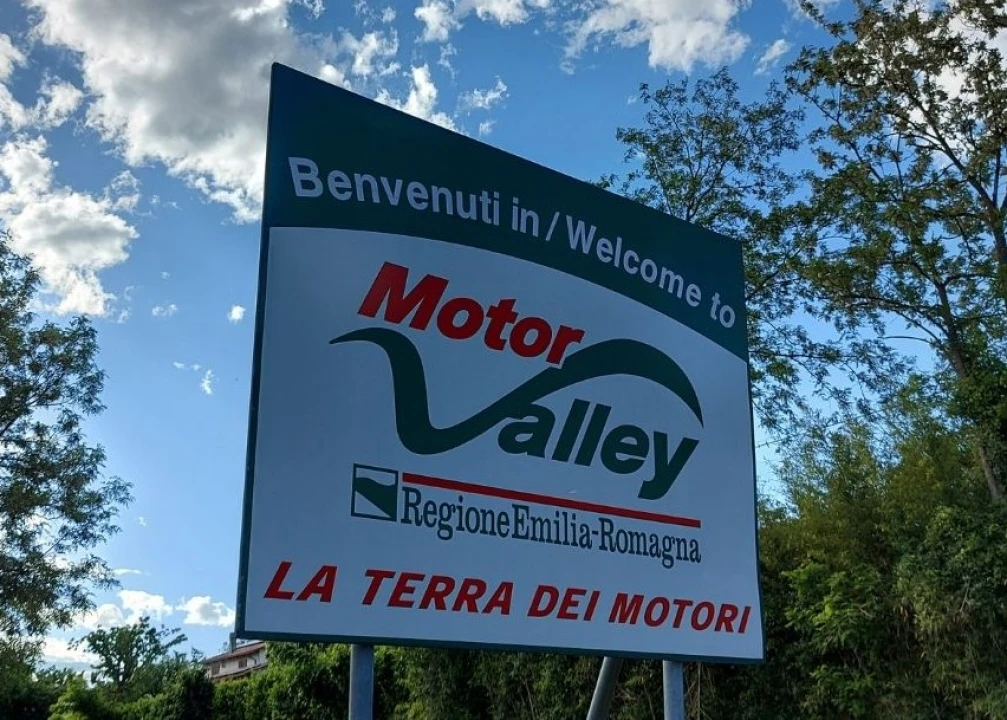 Benvenuti in / Welcome to
Motor
Valley
RegioneEmilia-Romagna
LA TERRA DEI MOTORI